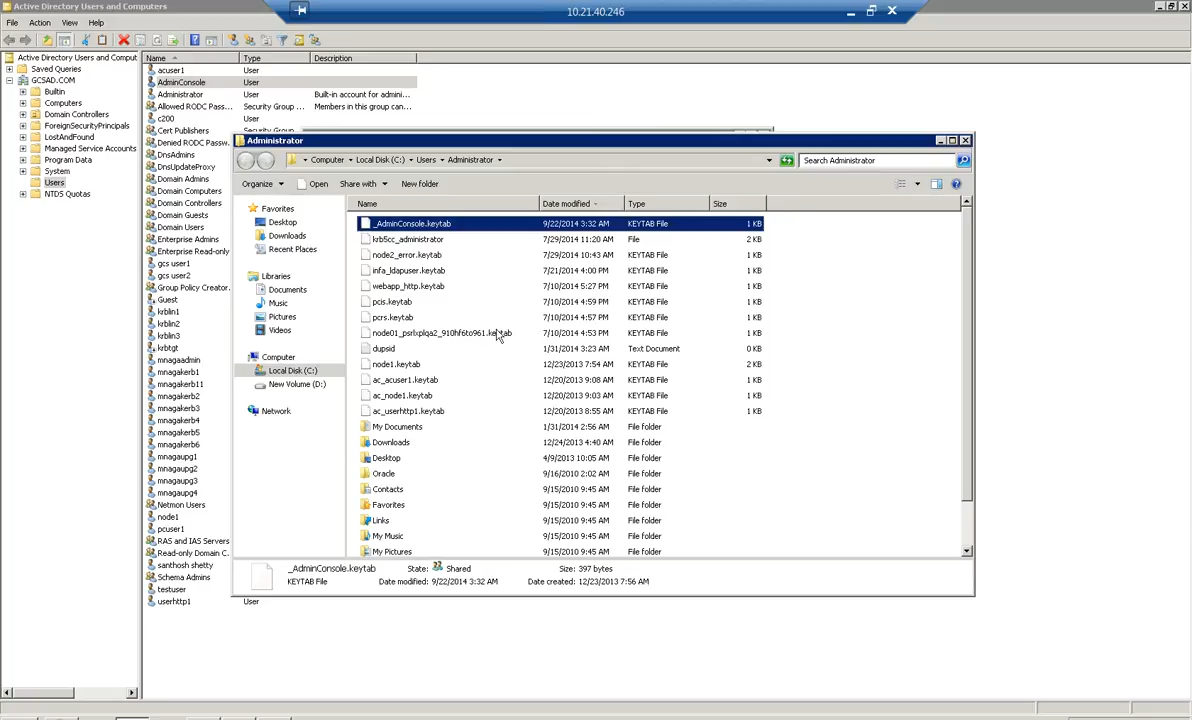 Active Directory Users and Computers
10.21.40.246
File Action View Help
Active Directory Users and Comput
Saved Queries
GCSAD.COM
Builtin
Computers
Domain Controllers
ForeignSecurityPrincipals
LostAndFound
Managed Service Accounts
Program Data
System
Users
NTDS Quotas
Name Type Description
acuser1 User
AdminConsole User
Administrator User Built-in account for admini...
Allowed RODC Pass... Security Group ... Members in this group can...
c200 User
Cert Publishers Security Group
Denied RODC Passw.
DnsAdmins
DnsUpdateProxy
Domain Admins
Domain Computers
Domain Controllers
Domain Guests
Domain Users
Enterprise Admins
Enterprise Read-only
gcs user1
gcs user2
Group Policy Creator.
Guest
krblin1
krblin2
krblin3
krbtgt
mnagaadmin
mnagakerb1
mnagakerb11
mnagakerb2
mnagakerb3
mnagakerb4
mnagakerb5
mnagakerb6
mnagaupg1
mnagaupg2
mnagaupg3
mnagaupg4
Netmon Users
node1
pcuser1
RAS and IAS Servers
Read-only Domain C.
santhosh shetty
Schema Admins
testuser
userhttp1 User
Administrator
Computer Local Disk (C:) Users Administrator
Search Administrator
Organize Open Share with New folder
Favorites
Desktop
Downloads
Recent Places
Libraries
Documents
Music
Pictures
Videos
Computer
Local Disk (C:)
New Volume (D:)
Network
Name Date modified Type Size
_AdminConsole.keytab 9/22/2014 3:32 AM KEYTAB File 1 KB
krb5cc_administrator 7/29/2014 11:20 AM File 2 KB
node2_error.keytab 7/29/2014 10:43 AM KEYTAB File 1 KB
infa_ldapuser.keytab 7/21/2014 4:00 PM KEYTAB File 1 KB
webapp_http.keytab 7/10/2014 5:27 PM KEYTAB File 1 KB
pcis.keytab 7/10/2014 4:59 PM KEYTAB File 1 KB
pcrs.keytab 7/10/2014 4:57 PM KEYTAB File 1 KB
node01_psrlxplqa2_910hf6to961.keytab 7/10/2014 4:53 PM KEYTAB File 1 KB
dupsid 1/31/2014 3:23 AM Text Document 0 KB
node1.keytab 12/23/2013 7:54 AM KEYTAB File 2 KB
ac_acuser1.keytab 12/20/2013 9:08 AM KEYTAB File 1 KB
ac_node1.keytab 12/20/2013 9:03 AM KEYTAB File 1 KB
ac_userhttp1.keytab 12/20/2013 8:55 AM KEYTAB File 1 KB
My Documents 1/31/2014 2:56 AM File folder
Downloads 12/24/2013 4:40 AM File folder
Desktop 4/9/2013 10:05 AM File folder
Oracle 9/16/2010 2:02 AM File folder
Contacts 9/15/2010 9:45 AM File folder
Favorites 9/15/2010 9:45 AM File folder
Links 9/15/2010 9:45 AM File folder
My Music 9/15/2010 9:45 AM File folder
My Pictures 9/15/2010 9:45 AM File folder
_AdminConsole.keytab State: Shared Size: 397 bytes
KEYTAB File Date modified: 9/22/2014 3:32 AM Date created: 12/23/2013 7:56 AM